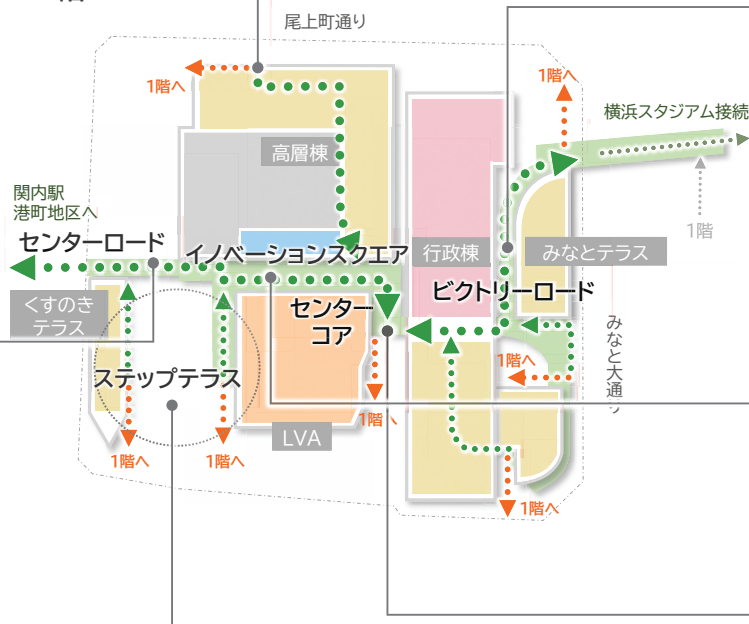 階
尾上町通り
1階へ
1階へ
横浜スタジアム接続
高層棟
1階
関内駅
港町地区へ
センターロード
イノベーションスクエア
行政棟
みなとテラス
くすのき
テラス
センター
コア
ビクトリーロード
みなと大通り
1階へ
ステップテラス
1階へ
LVA
1階へ
1階へ
1階へ